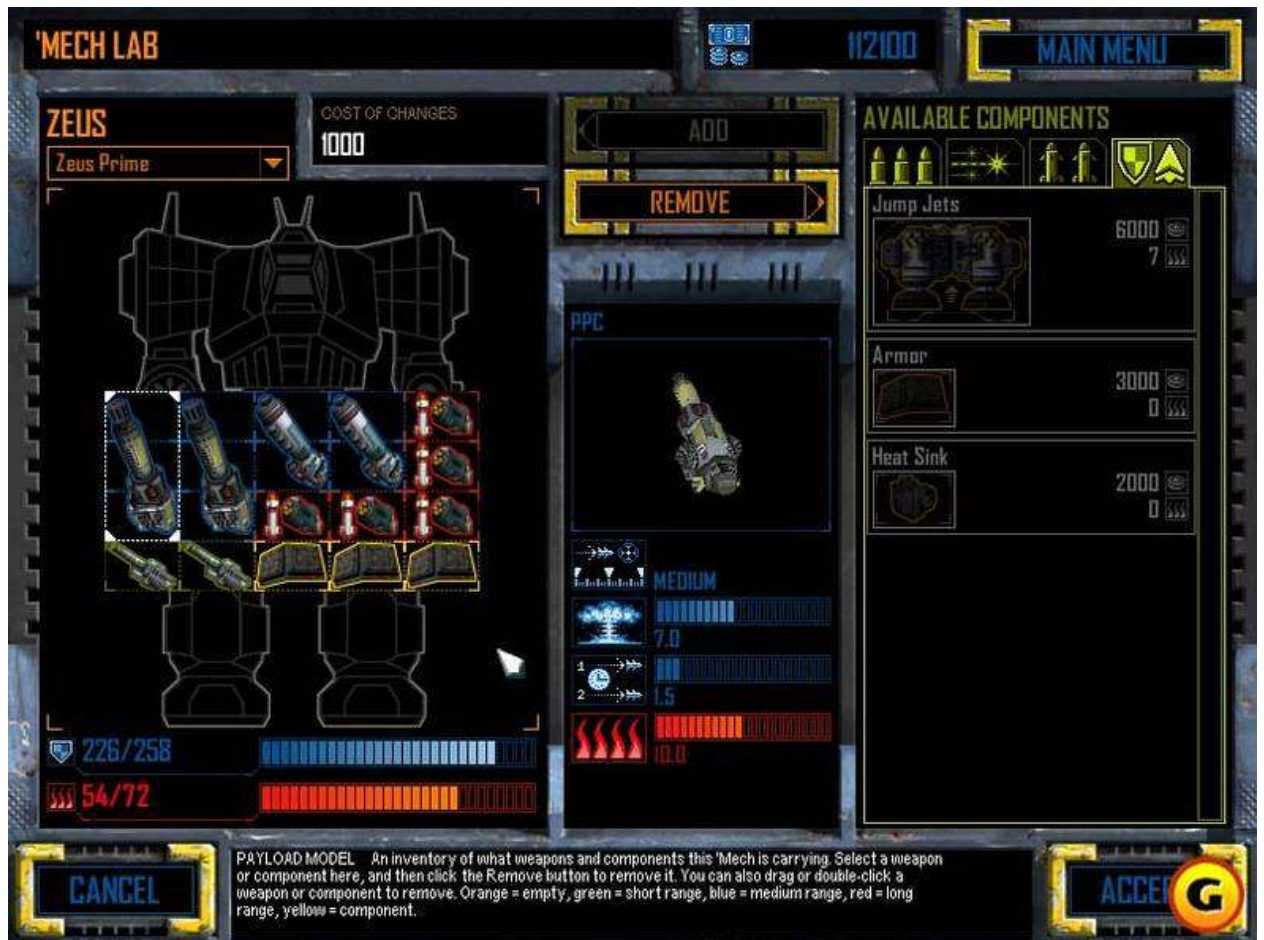 'MECH LAB
112100
MAIN MENU
ZEUS
Zeus Prime
COST OF CHANGES
1000
ADD
REMOVE
AVAILABLE COMPONENTS
Jump Jets
6000
7
Armor
3000
0
Heat Sink
2000
0
PPC
MEDIUM
7.0
1
2
1.5
10.0
226/258
54/72
CANCEL
PAYLOAD MODEL An inventory of what weapons and components this 'Mech is carrying. Select a weapon
or component here, and then click the Remove button to remove it. You can also drag or double-click a
weapon or component to remove. Orange = empty, green = short range, blue = medium range, red = long
range, yellow = component.
G